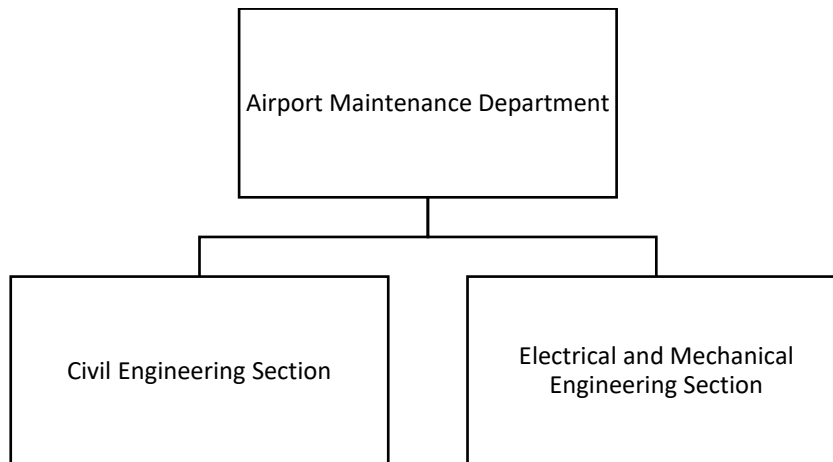 Airport Maintenance Department
Civil Engineering Section
Electrical and Mechanical
Engineering Section